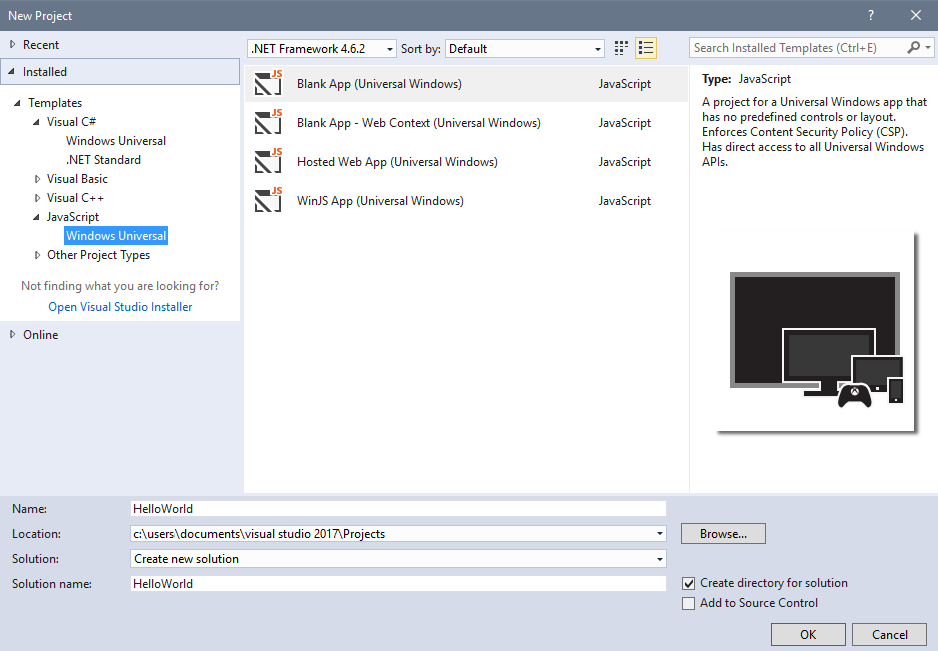 New Project
?
Recent
Installed
Templates
Visual C#
Windows Universal
.NET Standard
Visual Basic
Visual C++
JavaScript
Windows Universal
Other Project Types
Not finding what you are looking for?
Open Visual Studio Installer
Online
.NET Framework 4.6.2 Sort by: Default
JS Blank App (Universal Windows) JavaScript
JS Blank App - Web Context (Universal Windows) JavaScript
JS Hosted Web App (Universal Windows) JavaScript
JS WinJS App (Universal Windows) JavaScript
Search Installed Templates (Ctrl+E)
Type: JavaScript
A project for a Universal Windows app that
has no predefined controls or layout.
Enforces Content Security Policy (CSP).
Has direct access to all Universal Windows
APIs.
Name: HelloWorld
Location: c:\users\documents\visual studio 2017\Projects Browse...
Solution: Create new solution
Solution name: HelloWorld
Create directory for solution
Add to Source Control
OK Cancel